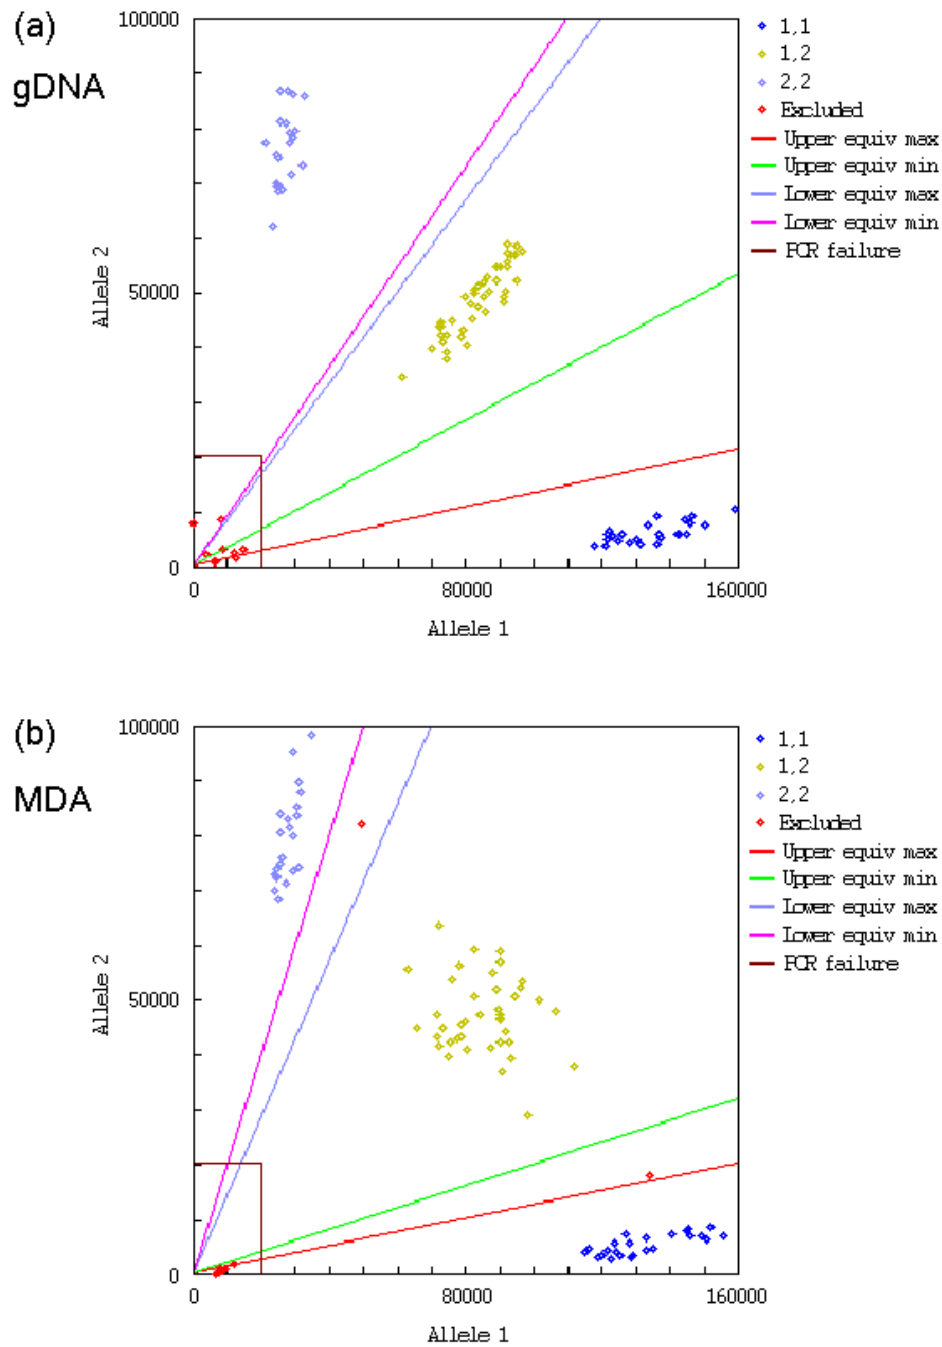 (a)
gDNA
100000
50000
0
Allele 2
0
80000
160000
Allele 1
1,1
1,2
2,2
Excluded
Upper equiv max
Upper equiv min
Lower equiv max
Lower equiv min
PCR failure
(b)
MDA
100000
50000
0
Allele 2
0
80000
160000
Allele 1
1,1
1,2
2,2
Excluded
Upper equiv max
Upper equiv min
Lower equiv max
Lower equiv min
PCR failure